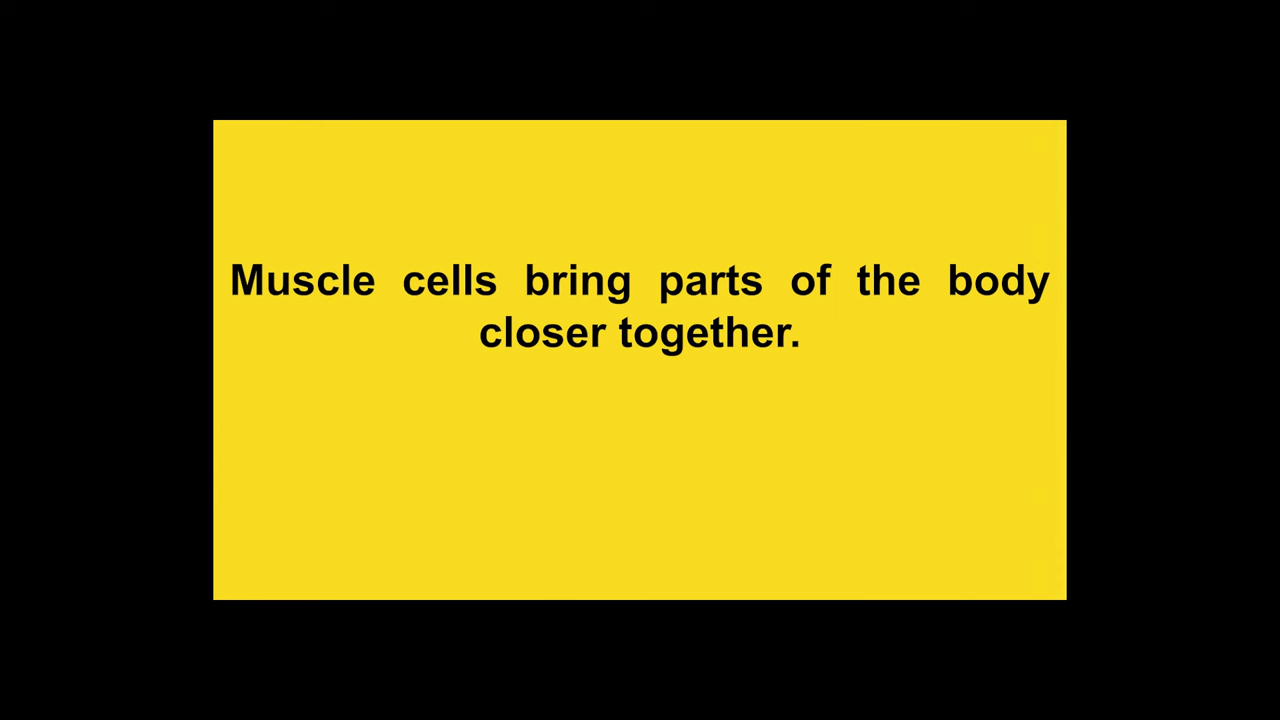 Muscle cells bring parts of the body
closer together.